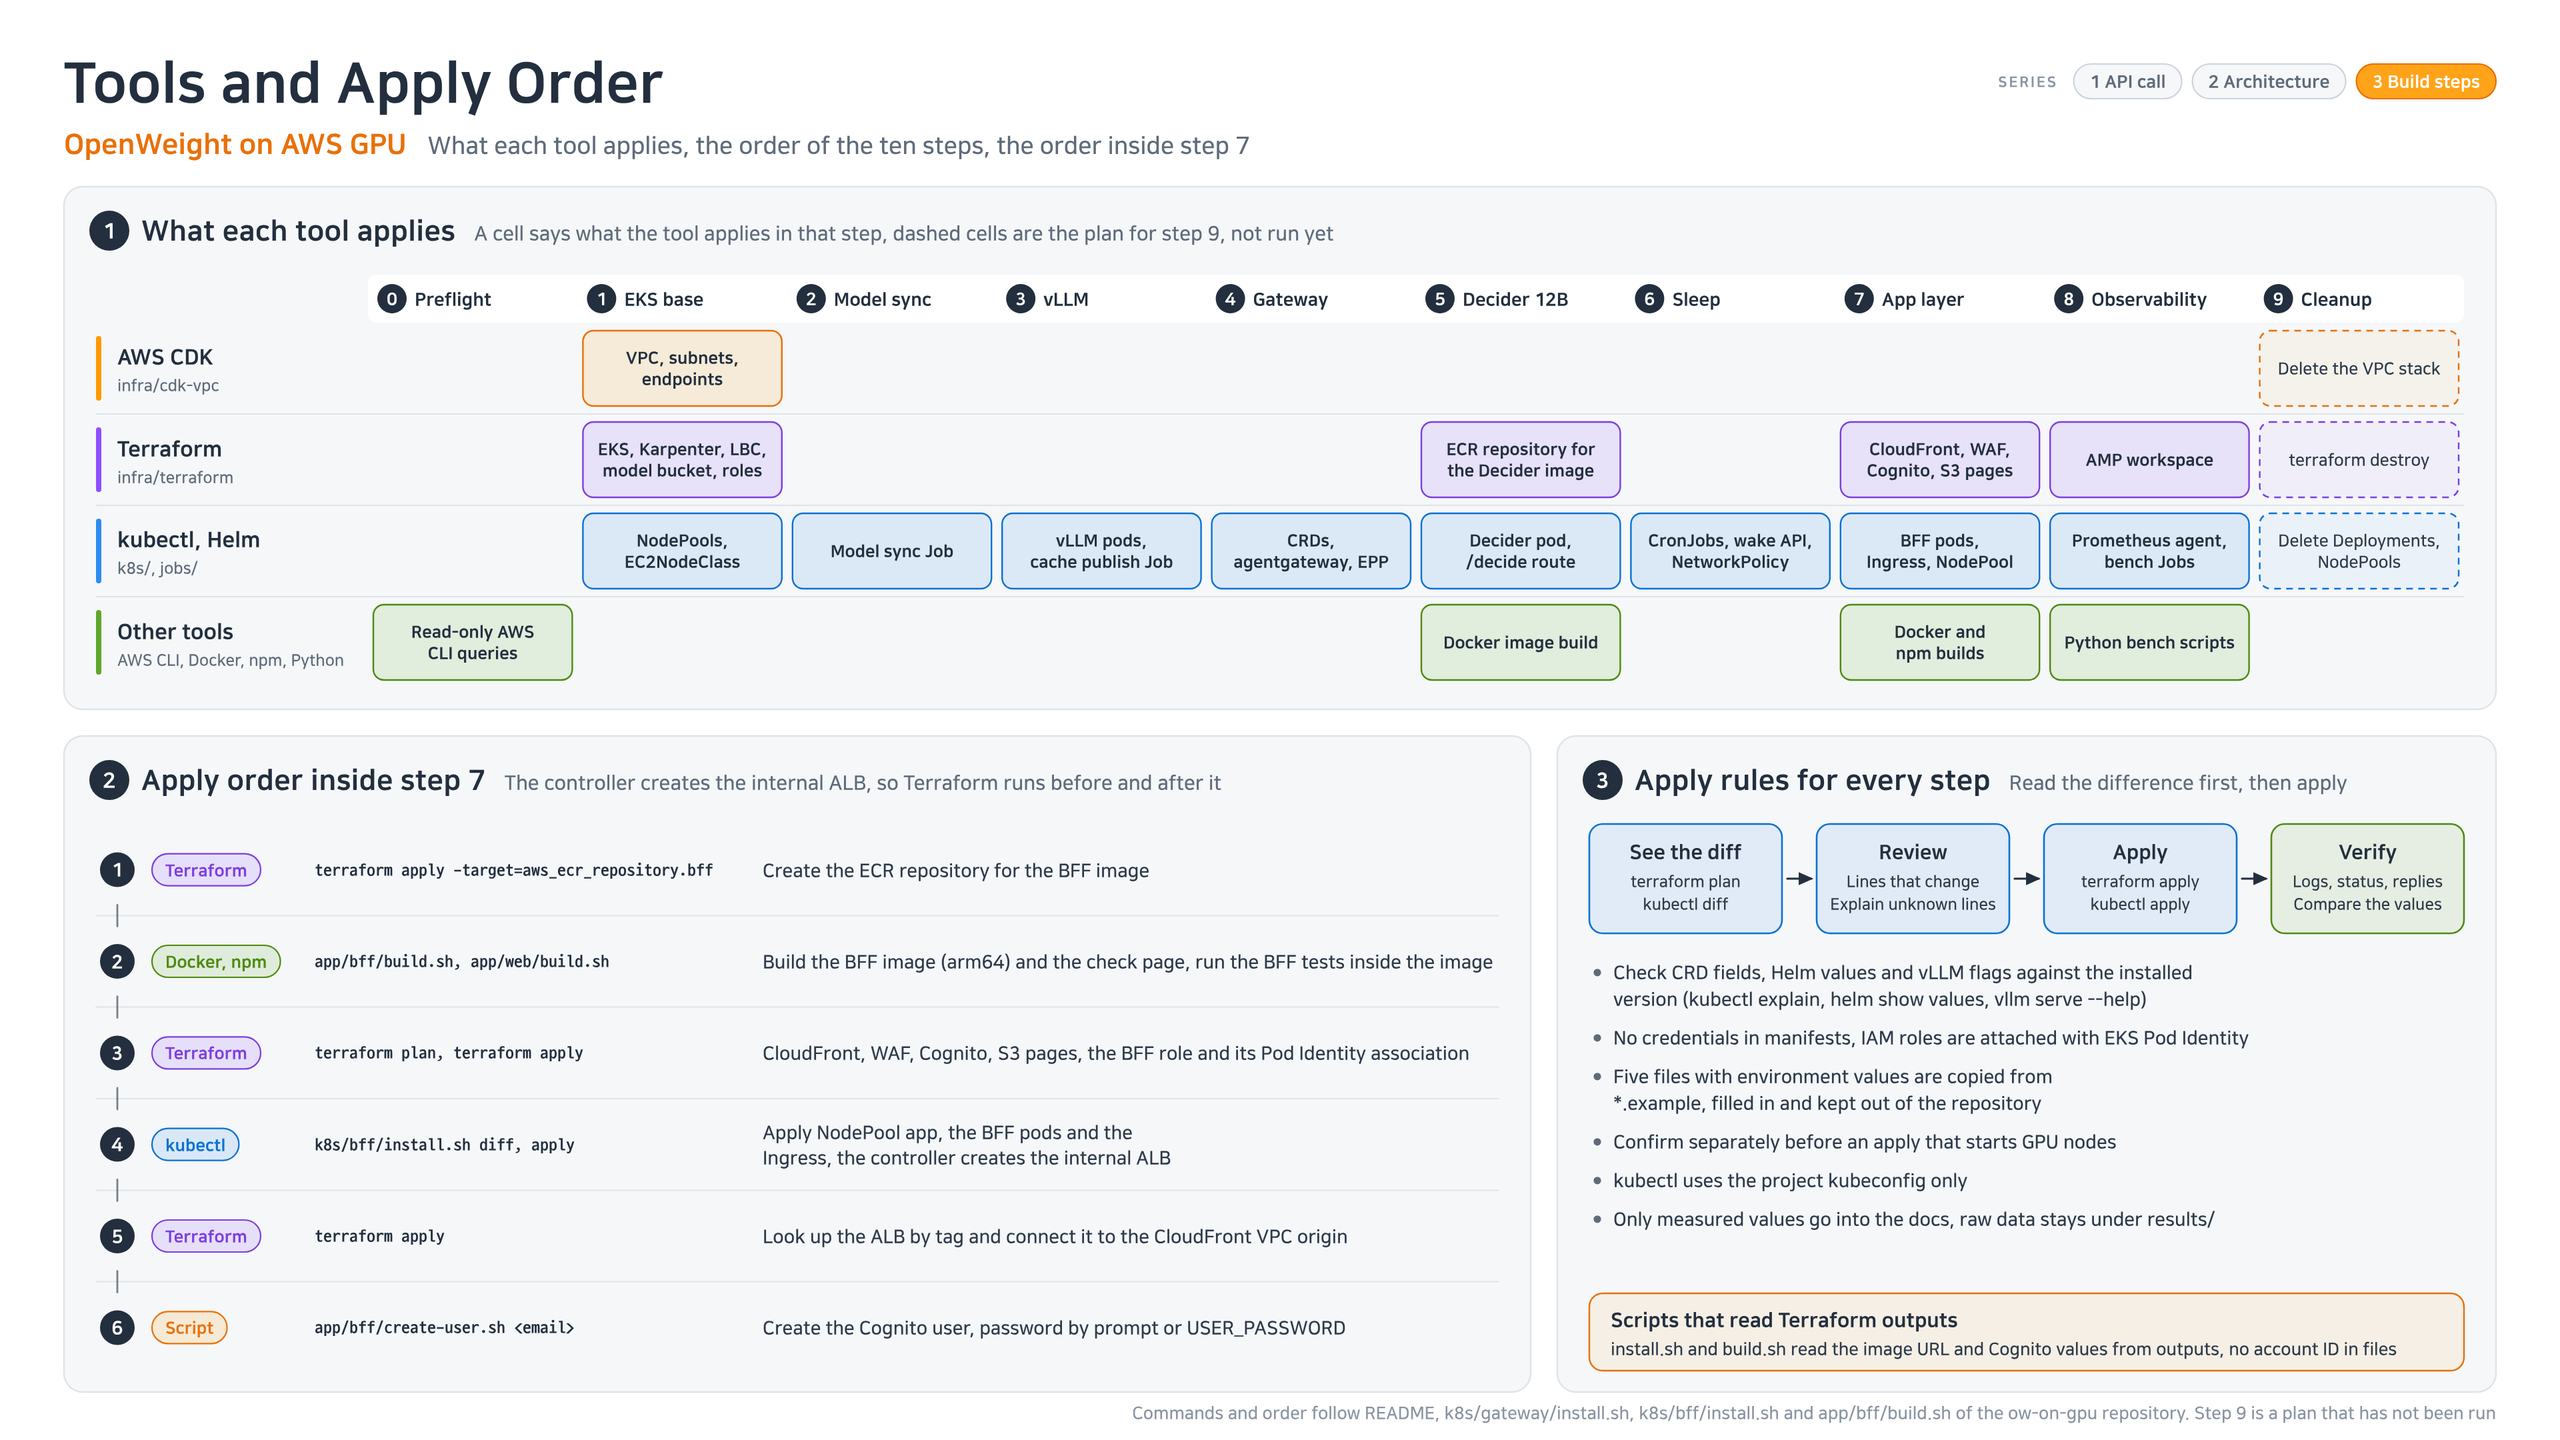 Tools and Apply Order
SERIES
1 API call
2 Architecture
3 Build steps
OpenWeight on AWS GPU
What each tool applies, the order of the ten steps, the order inside step 7
1
What each tool applies
A cell says what the tool applies in that step, dashed cells are the plan for step 9, not run yet
0 Preflight
1 EKS base
2 Model sync
3 vLLM
4 Gateway
5 Decider 12B
6 Sleep
7 App layer
8 Observability
9 Cleanup
AWS CDK
infra/cdk-vpc
VPC, subnets,
endpoints
Delete the VPC stack
Terraform
infra/terraform
EKS, Karpenter, LBC,
model bucket, roles
ECR repository for
the Decider image
CloudFront, WAF,
Cognito, S3 pages
AMP workspace
terraform destroy
kubectl, Helm
k8s/, jobs/
NodePools,
EC2NodeClass
Model sync Job
vLLM pods,
cache publish Job
CRDs,
agentgateway, EPP
Decider pod,
/decide route
CronJobs, wake API,
NetworkPolicy
BFF pods,
Ingress, NodePool
Prometheus agent,
bench Jobs
Delete Deployments,
NodePools
Other tools
AWS CLI, Docker, npm, Python
Read-only AWS
CLI queries
Docker image build
Docker and
npm builds
Python bench scripts
2
Apply order inside step 7
The controller creates the internal ALB, so Terraform runs before and after it
1
Terraform
terraform apply -target=aws_ecr_repository.bff
Create the ECR repository for the BFF image
2
Docker, npm
app/bff/build.sh, app/web/build.sh
Build the BFF image (arm64) and the check page, run the BFF tests inside the image
3
Terraform
terraform plan, terraform apply
CloudFront, WAF, Cognito, S3 pages, the BFF role and its Pod Identity association
4
kubectl
k8s/bff/install.sh diff, apply
Apply NodePool app, the BFF pods and the
Ingress, the controller creates the internal ALB
5
Terraform
terraform apply
Look up the ALB by tag and connect it to the CloudFront VPC origin
6
Script
app/bff/create-user.sh <email>
Create the Cognito user, password by prompt or USER_PASSWORD
3
Apply rules for every step
Read the difference first, then apply
See the diff
terraform plan
kubectl diff
Review
Lines that change
Explain unknown lines
Apply
terraform apply
kubectl apply
Verify
Logs, status, replies
Compare the values
• Check CRD fields, Helm values and vLLM flags against the installed
version (kubectl explain, helm show values, vllm serve --help)
• No credentials in manifests, IAM roles are attached with EKS Pod Identity
• Five files with environment values are copied from
*.example, filled in and kept out of the repository
• Confirm separately before an apply that starts GPU nodes
• kubectl uses the project kubeconfig only
• Only measured values go into the docs, raw data stays under results/
Scripts that read Terraform outputs
install.sh and build.sh read the image URL and Cognito values from outputs, no account ID in files
Commands and order follow README, k8s/gateway/install.sh, k8s/bff/install.sh and app/bff/build.sh of the ow-on-gpu repository. Step 9 is a plan that has not been run